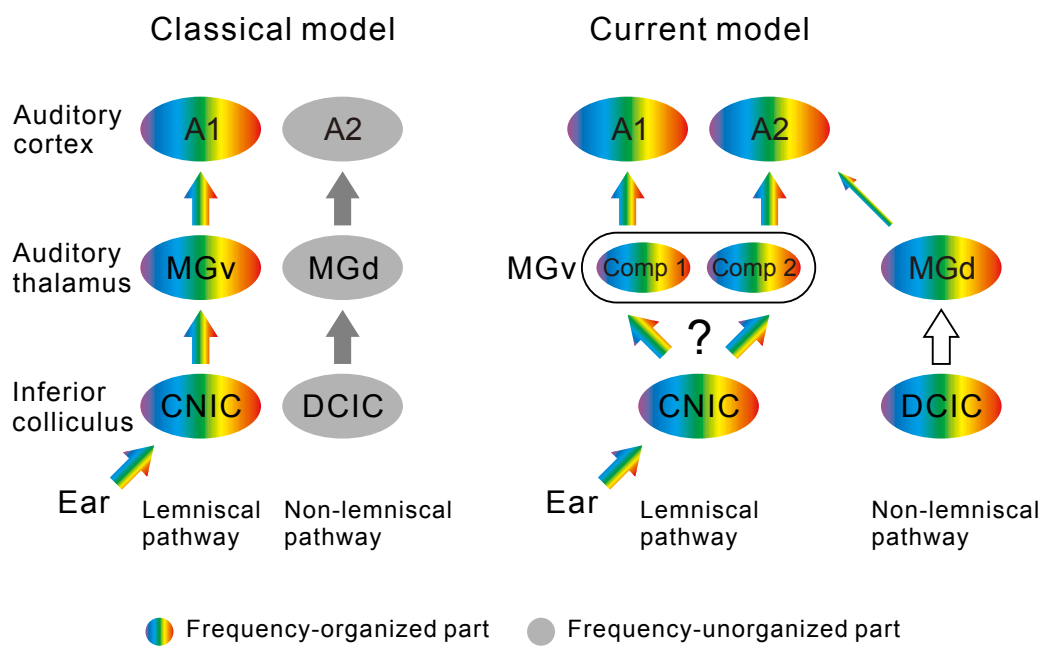 Classical model
Current model
Auditory
cortex
A1
A2
A1
A2
Auditory
thalamus
MGv
MGd
MGv
Comp 1
Comp 2
MGd
?
Inferior
colliculus
CNIC
DCIC
CNIC
DCIC
Ear
Lemniscal
pathway
Non-lemniscal
pathway
Ear
Lemniscal
pathway
Non-lemniscal
pathway
Frequency-organized part
Frequency-unorganized part